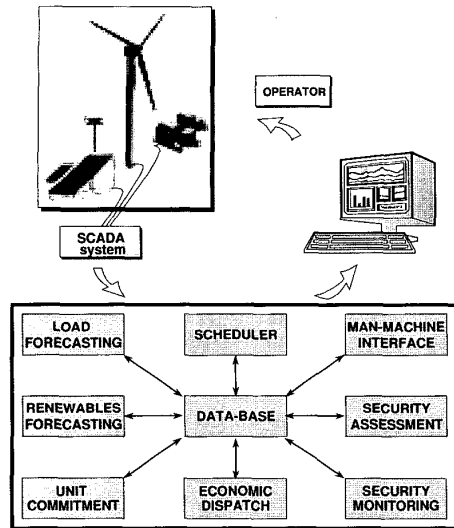 OPERATOR
SCADA
system
LOAD
FORECASTING
SCHEDULER
MAN-MACHINE
INTERFACE
RENEWABLES
FORECASTING
DATA-BASE
SECURITY
ASSESSMENT
UNIT
COMMITMENT
ECONOMIC
DISPATCH
SECURITY
MONITORING